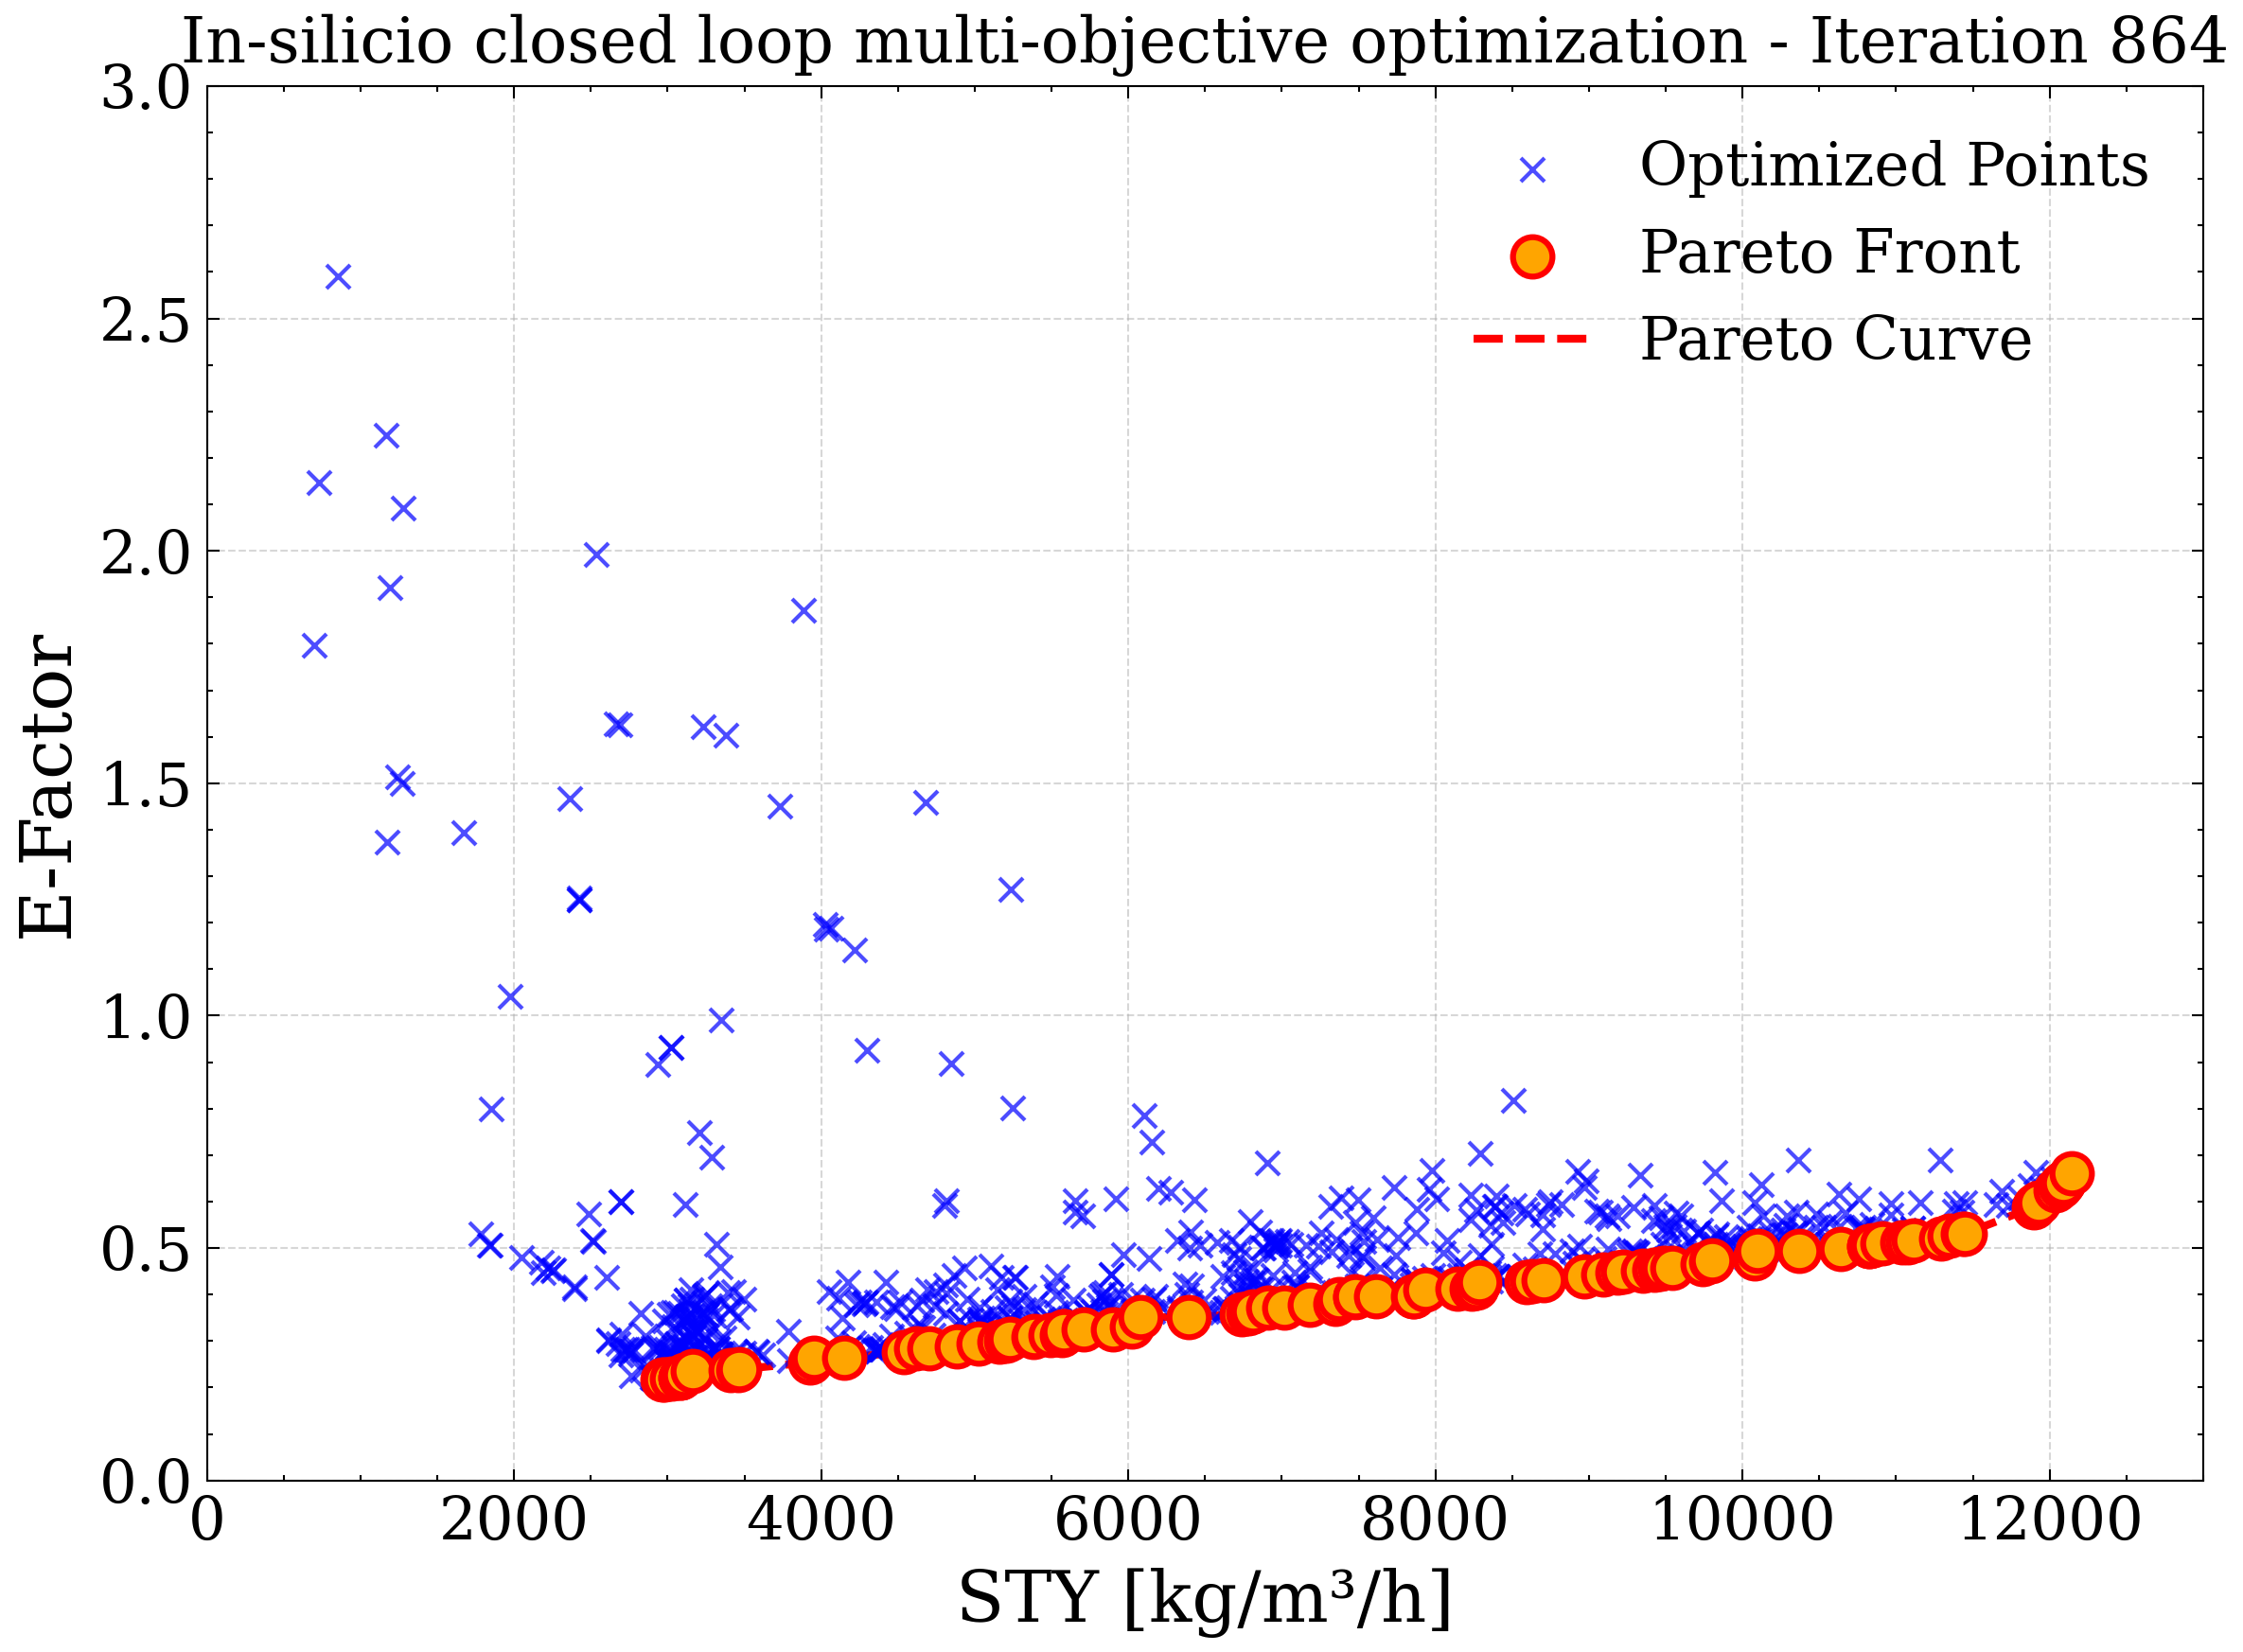 In-silicio closed loop multi-objective optimization - Iteration 864
3.0
2.5
2.0
1.5
1.0
0.5
0.0
E-Factor
Optimized Points
Pareto Front
Pareto Curve
0 2000 4000 6000 8000 10000 12000
STY [kg/m³/h]